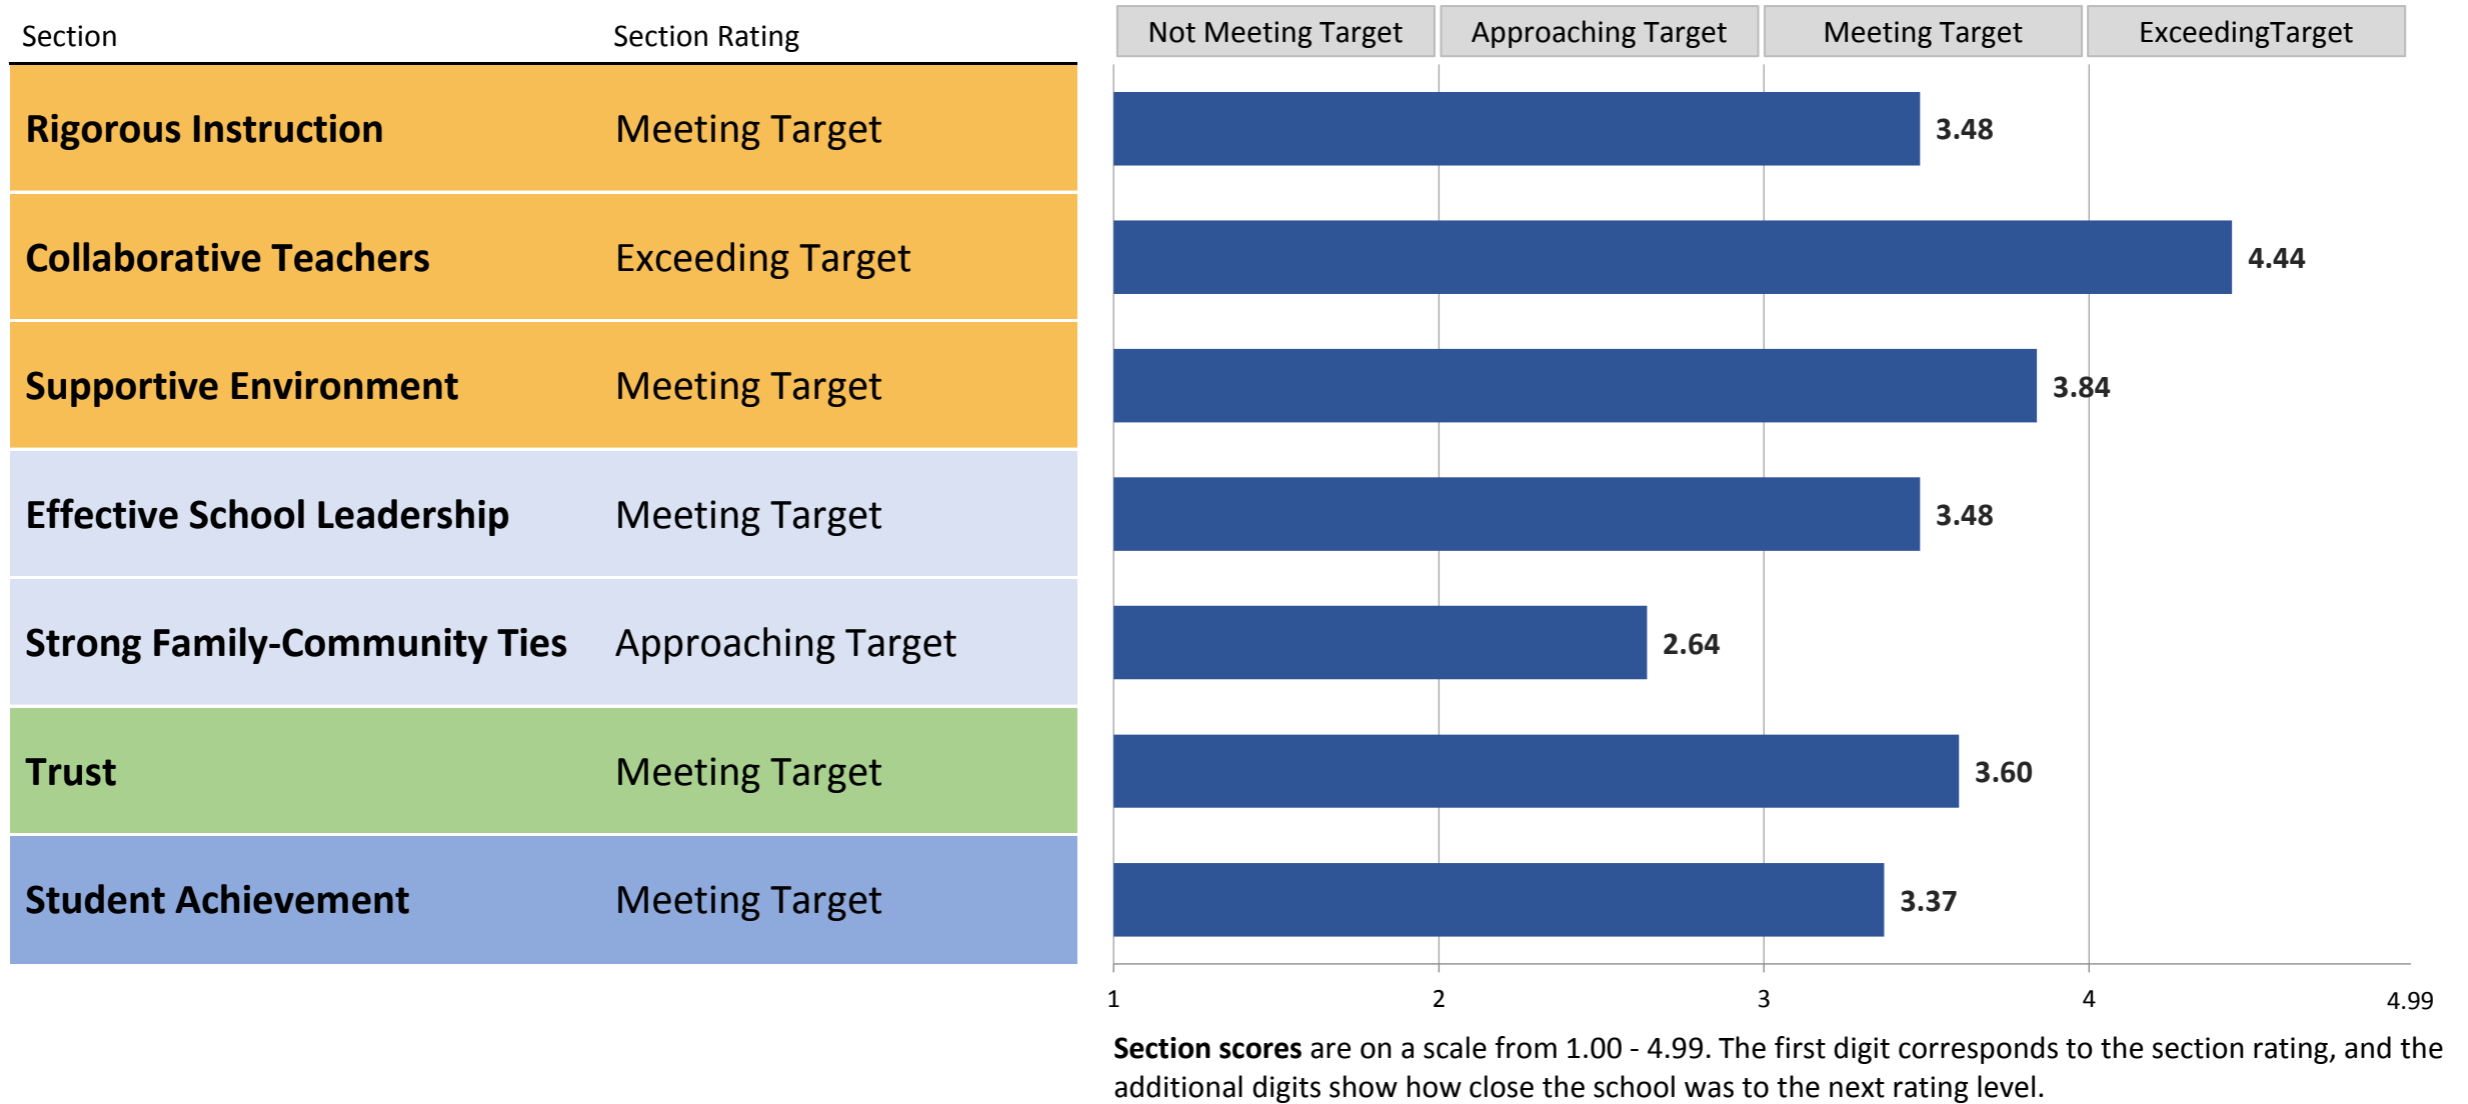 Section Section Rating Not Meeting Target Approaching Target Meeting Target ExceedingTarget
Rigorous Instruction Meeting Target 3.48
Collaborative Teachers Exceeding Target 4.44
Supportive Environment Meeting Target 3.84
Effective School Leadership Meeting Target 3.48
Strong Family-Community Ties Approaching Target 2.64
Trust Meeting Target 3.60
Student Achievement Meeting Target 3.37
1 2 3 4 4.99
Section scores are on a scale from 1.00 - 4.99. The first digit corresponds to the section rating, and the
additional digits show how close the school was to the next rating level.